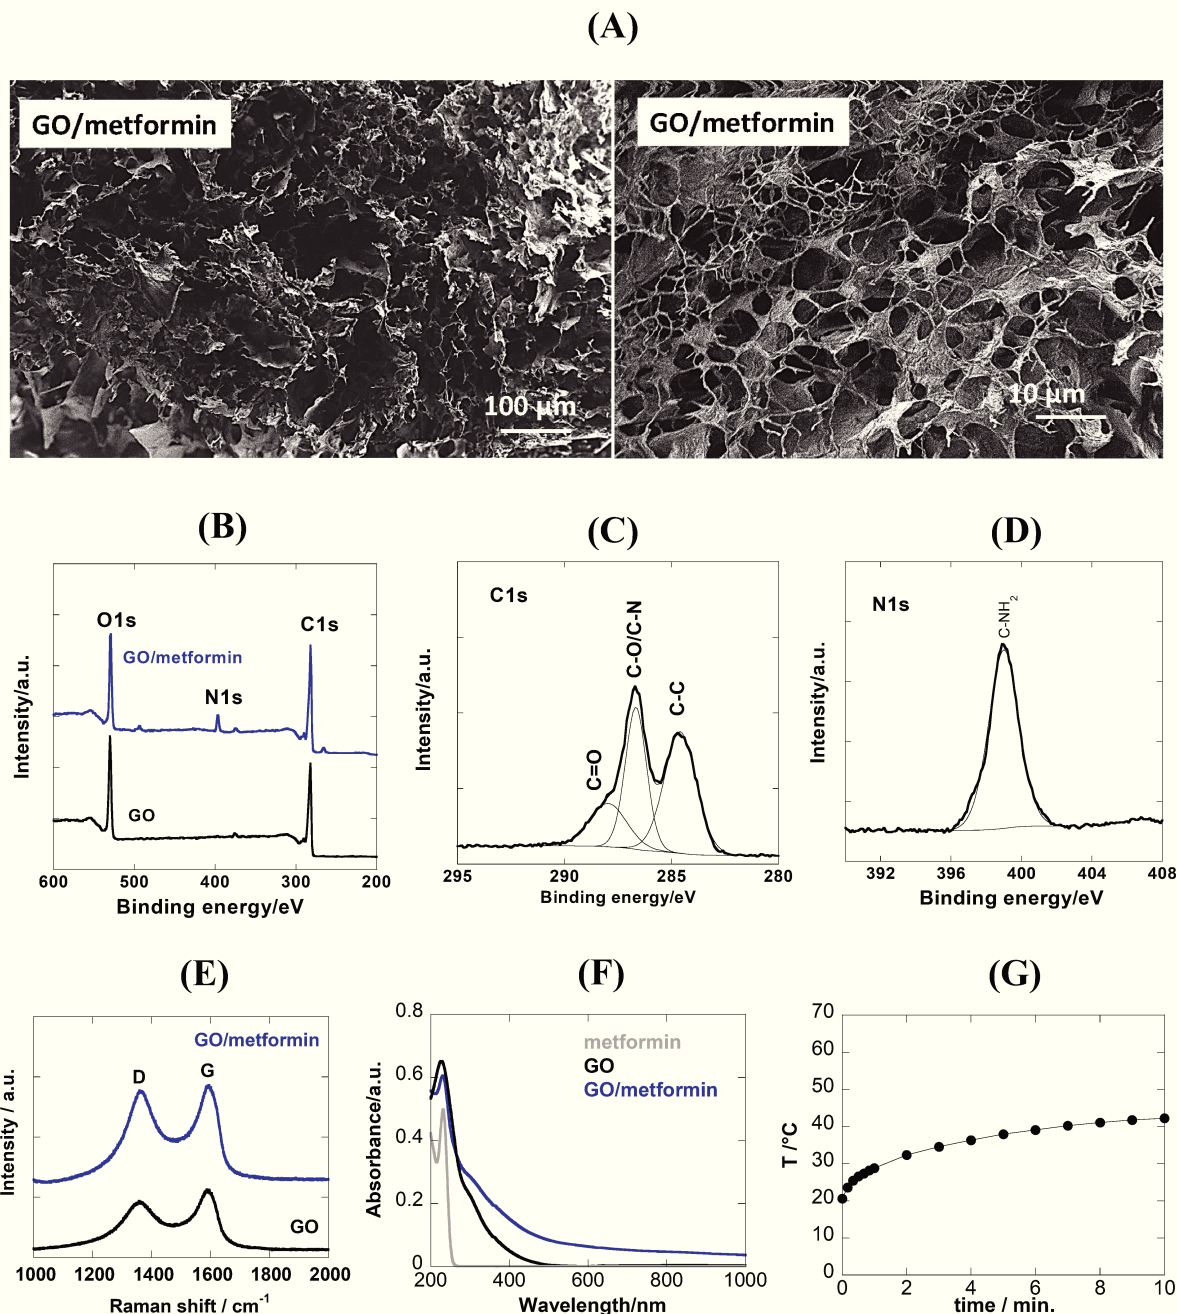 (A)
GO/metformin
GO/metformin
100 µm
10 µm
(B)
O1s
C1s
GO/metformin
N1s
GO
Intensity/a.u.
600 500 400 300 200
Binding energy/eV
(C)
C1s
C=O
C-O/C-N
C-C
Intensity/a.u.
295 290 285 280
Binding energy/eV
(D)
N1s
C-NH2
Intensity/a.u.
392 396 400 404 408
Binding energy/eV
(E)
GO/metformin
D
G
GO
Intensity / a.u.
1000 1200 1400 1600 1800 2000
Raman shift / cm-1
(F)
metformin
GO
GO/metformin
Absorbance/a.u.
0.8
0.6
0.4
0.2
0
200 400 600 800 1000
Wavelength/nm
(G)
T /°C
70
60
50
40
30
20
10
0
0 2 4 6 8 10
time / min.